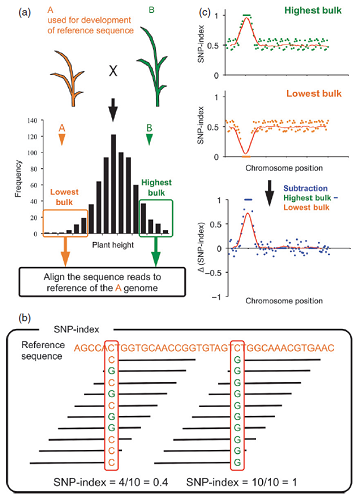 (a)
A
used for development
of reference sequence
B
X
A
B
Frequency
140
120
100
80
60
40
20
0
Lowest
bulk
Highest
bulk
Plant height
Align the sequence reads to
reference of the A genome
(c)
Highest bulk
SNP-index
1
0.5
0
Lowest bulk
SNP-index
1
0.5
0
Chromosome position
Subtraction
Highest bulk –
Lowest bulk
Δ (SNP-index)
1
0.5
0
−0.5
−1
Chromosome position
(b)
SNP-index
Reference
sequence
AGCCACTGGTGCAACCGGTGTAGTCTGGCAAACGTGAAC
C G
G G
C G
G G
C G
G G
G G
C G
C G
C G
SNP-index = 4/10 = 0.4 SNP-index = 10/10 = 1